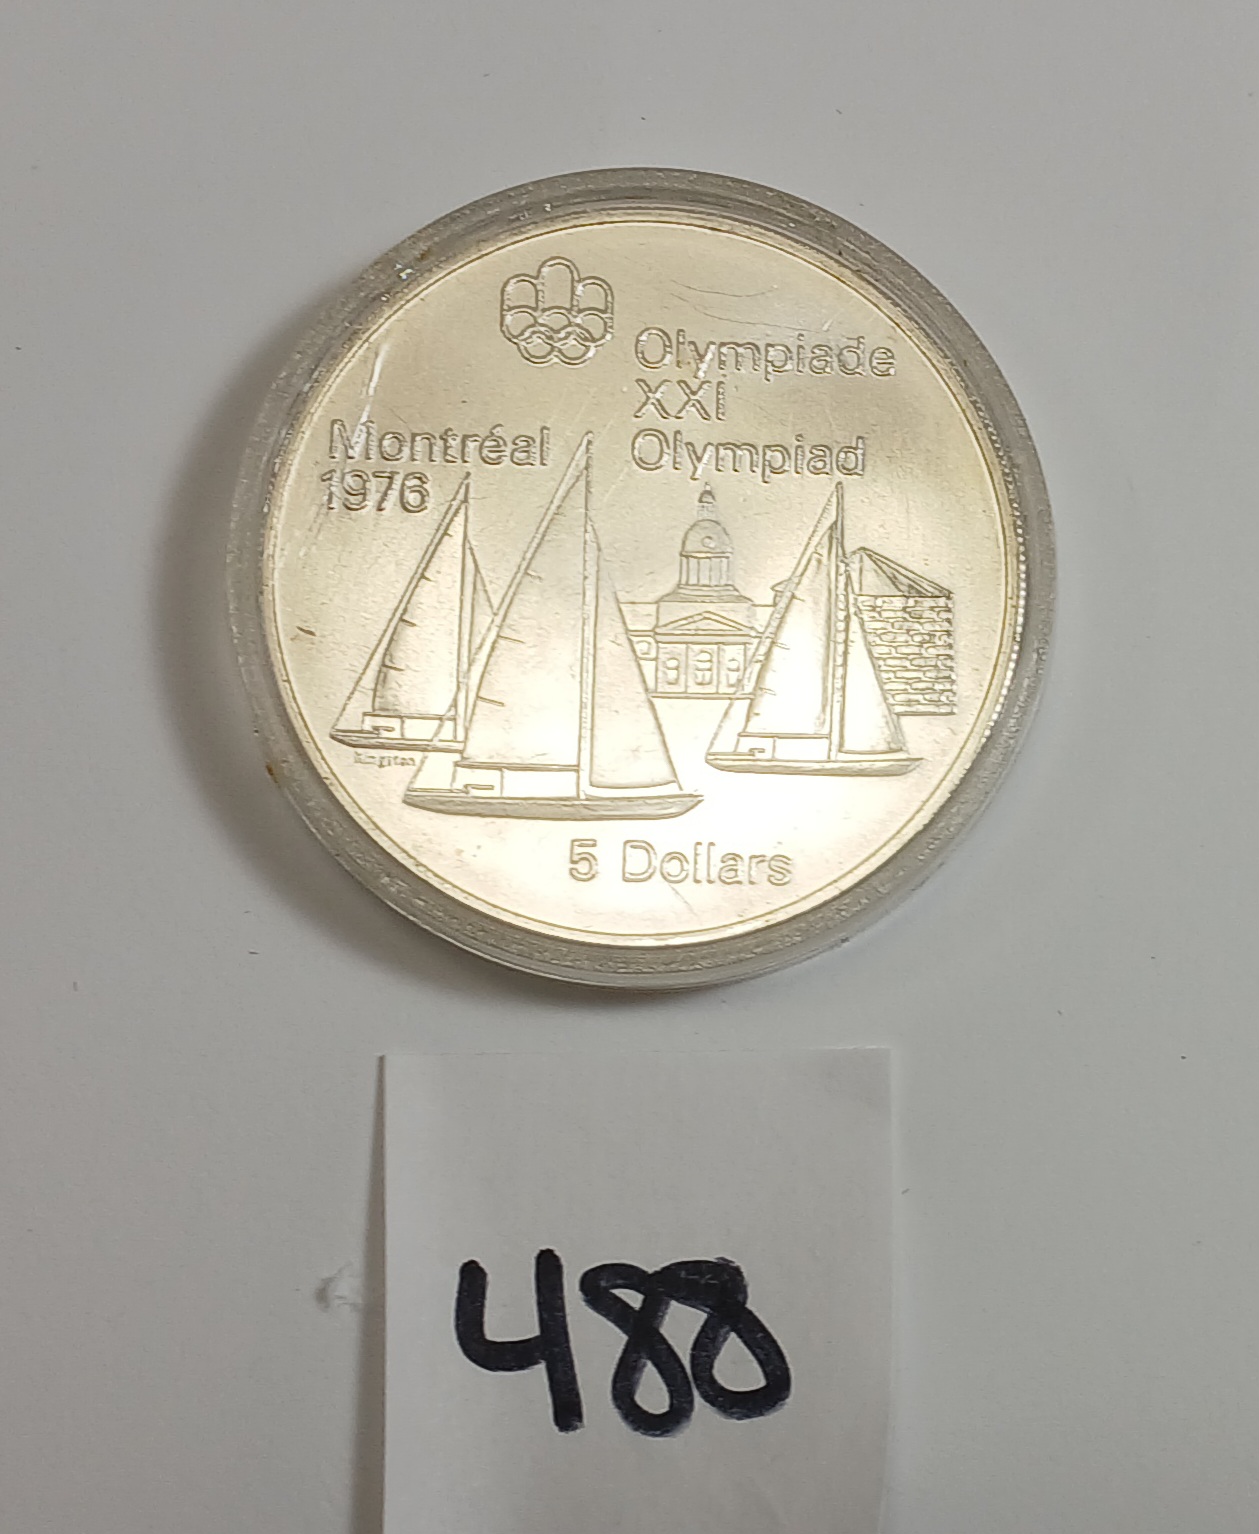 Olympiade
XXI
Olympiad
Montréal
1976
Kingston
5 Dollars
488